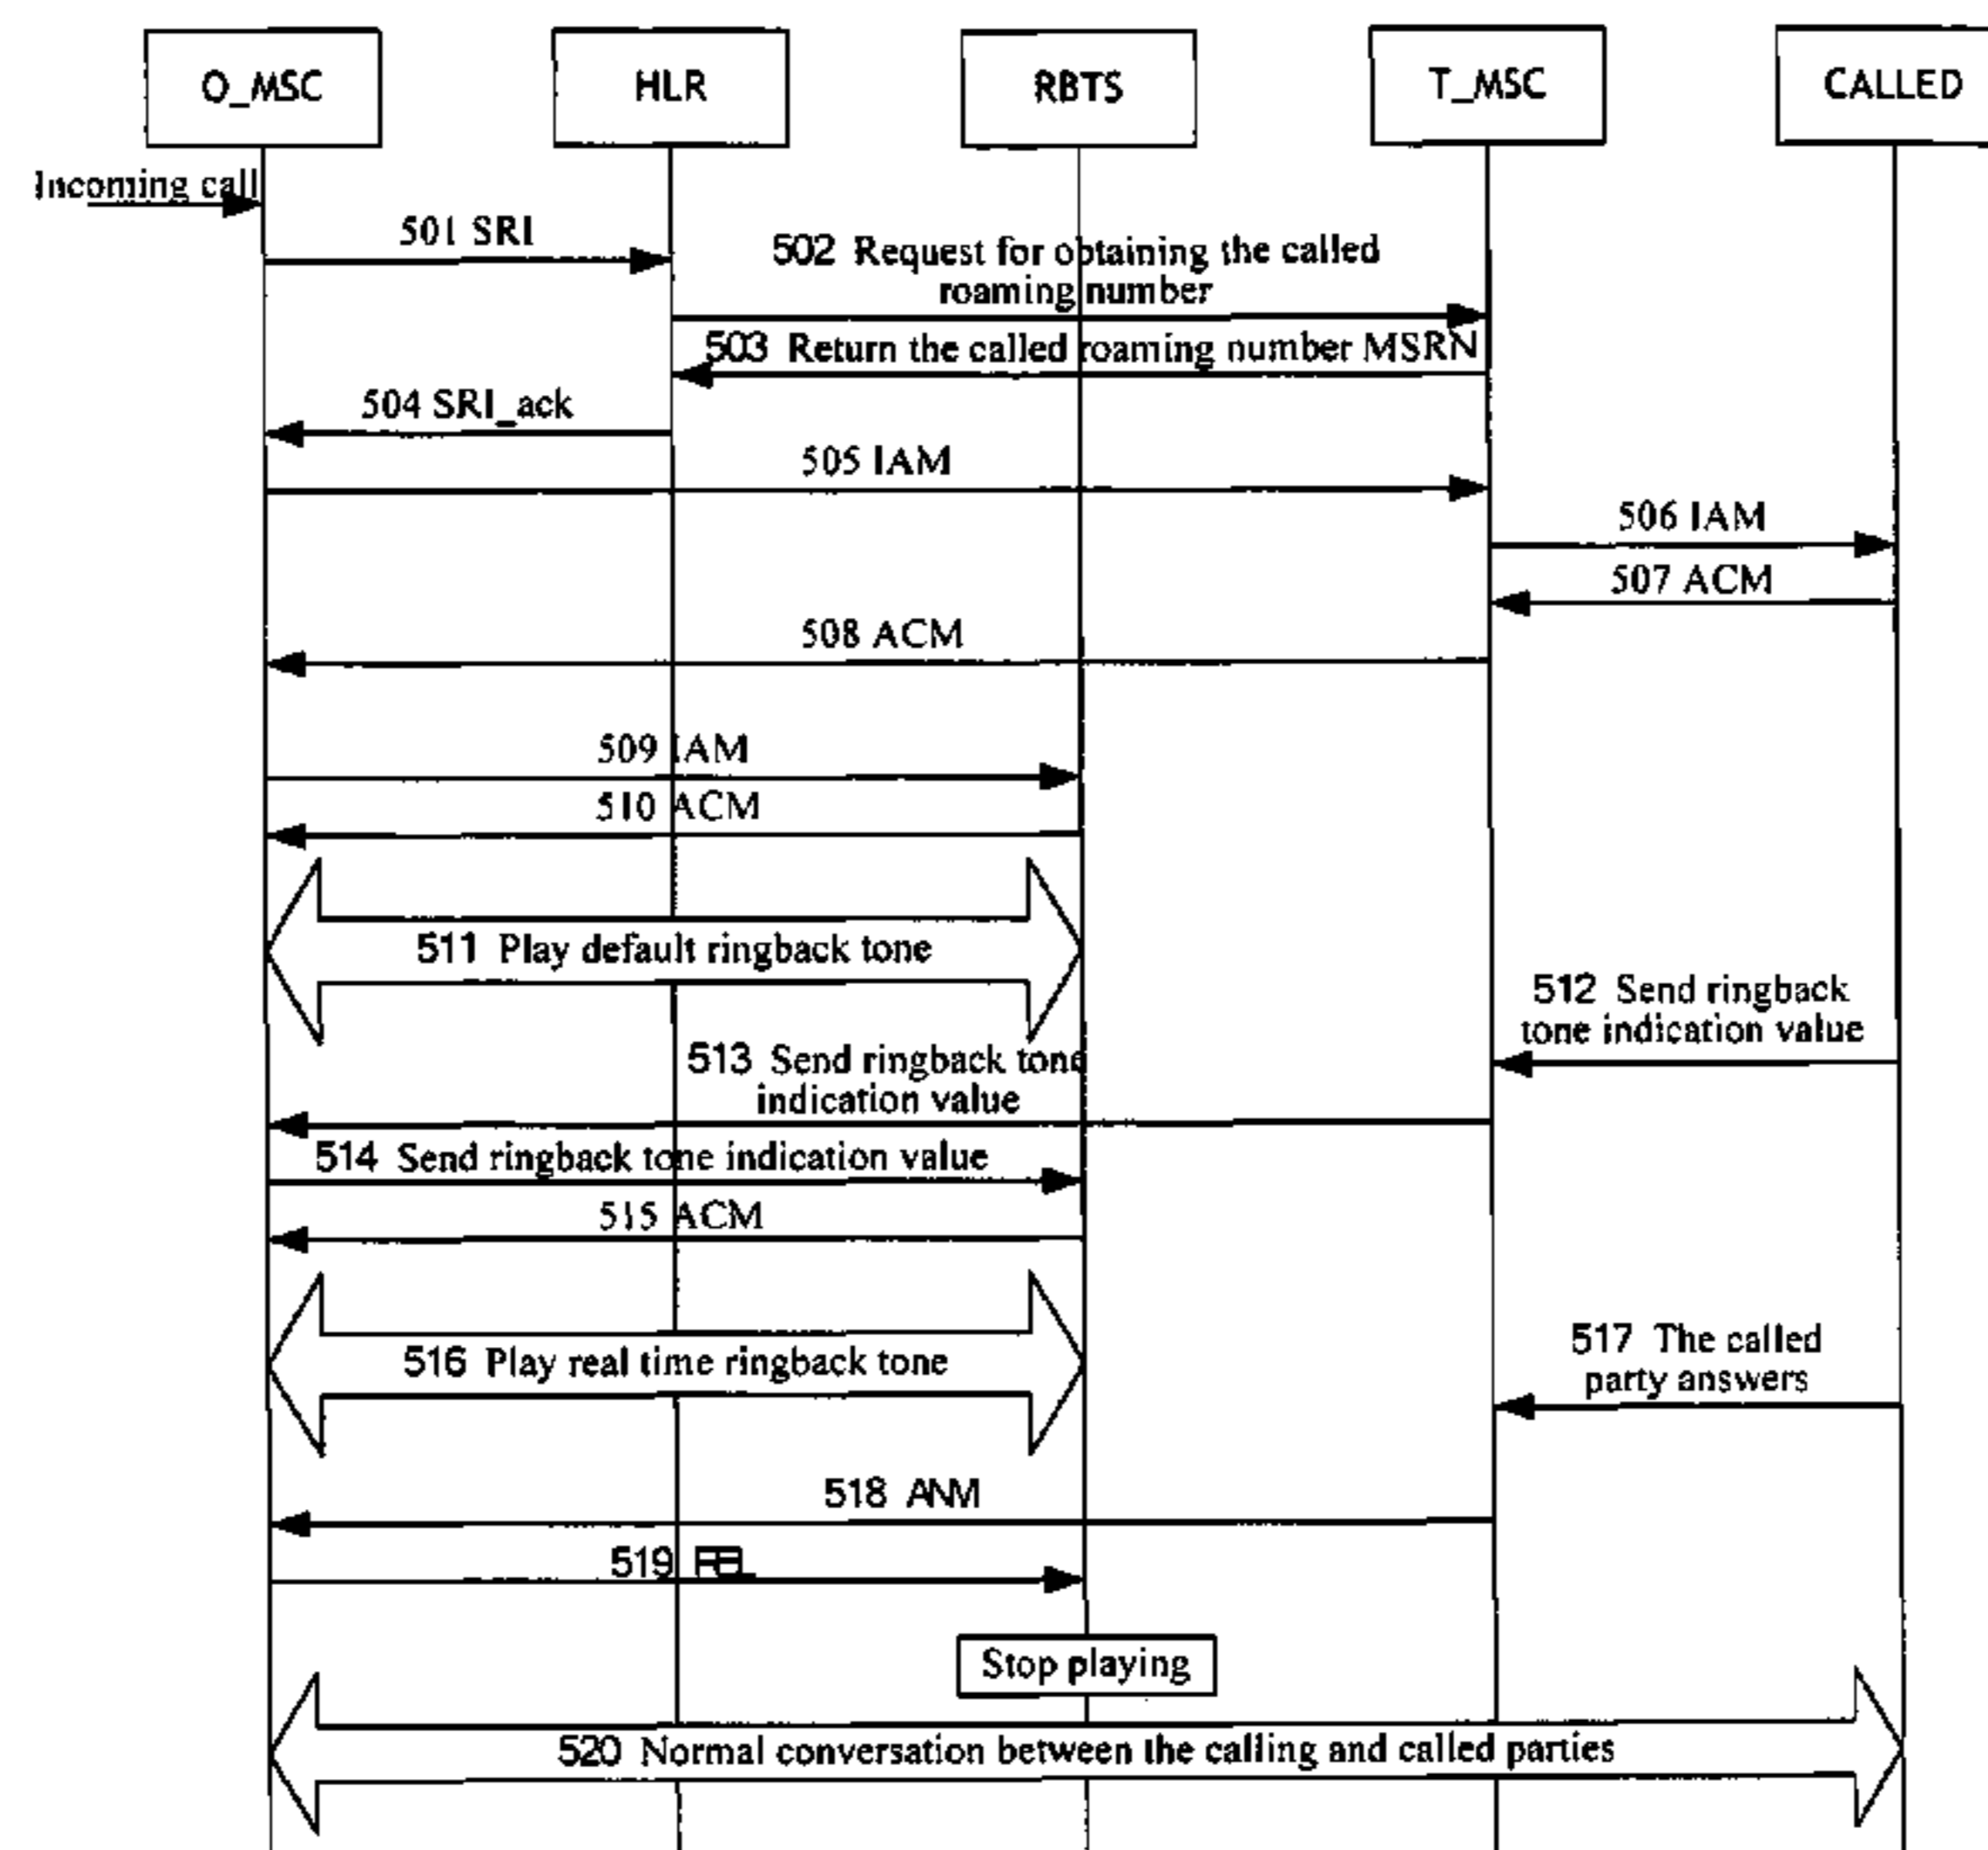 O_MSC
HLR
RBTS
T_MSC
CALLED
Incoming call
501 SRI
502 Request for obtaining the called
roaming number
503 Return the called roaming number MSRN
504 SRI_ack
505 IAM
506 IAM
507 ACM
508 ACM
509 IAM
510 ACM
511 Play default ringback tone
512 Send ringback
tone indication value
513 Send ringback tone
indication value
514 Send ringback tone indication value
515 ACM
516 Play real time ringback tone
517 The called
party answers
518 ANM
519 REL
Stop playing
520 Normal conversation between the calling and called parties